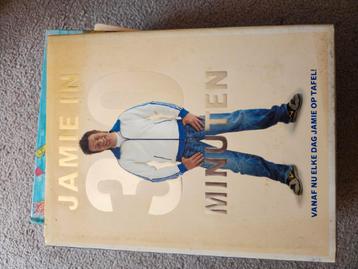 JAMIE IN
30
MINUTEN
VANAF NU ELKE DAG JAMIE OP TAFEL!